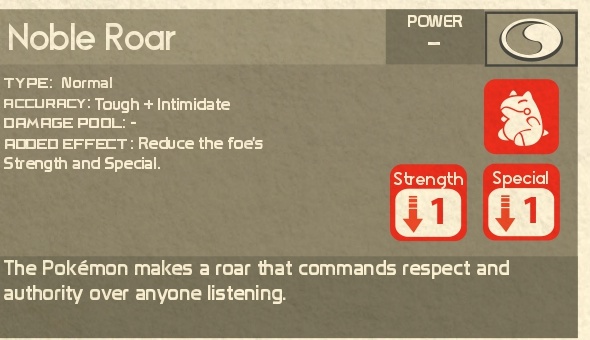 Noble Roar
POWER
–
TYPE: Normal
ACCURACY: Tough + Intimidate
DAMAGE POOL: -
ADDED EFFECT: Reduce the foe's
Strength and Special.
Strength
1
Special
1
The Pokémon makes a roar that commands respect and
authority over anyone listening.